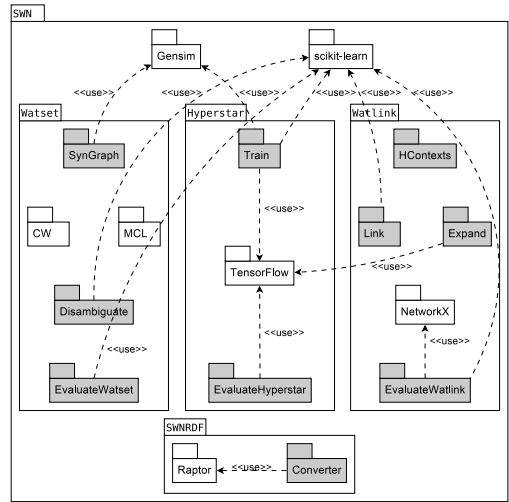 SWN
Gensim
scikit-learn
<<use>>
<<use>>
<<use>>
<<use>>
<<use>>
<<use>>
Watset
Hyperstar
Watlink
SynGraph
Train
HContexts
<<use>>
CW
MCL
Link
Expand
TensorFlow
<<use>>
Disambiguate
NetworkX
<<use>>
<<use>>
<<use>>
EvaluateWatset
EvaluateHyperstar
EvaluateWatlink
SWNRDF
Raptor
<<use>>
Converter